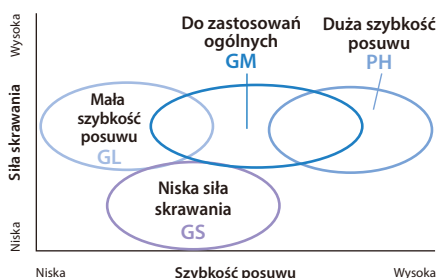 Wysoka
Siła skrawania
Niska
Do zastosowań
ogólnych
GM
Duża szybkość
posuwu
PH
Mała
szybkość
posuwu
GL
Niska siła
skrawania
GS
Niska
Szybkość posuwu
Wysoka